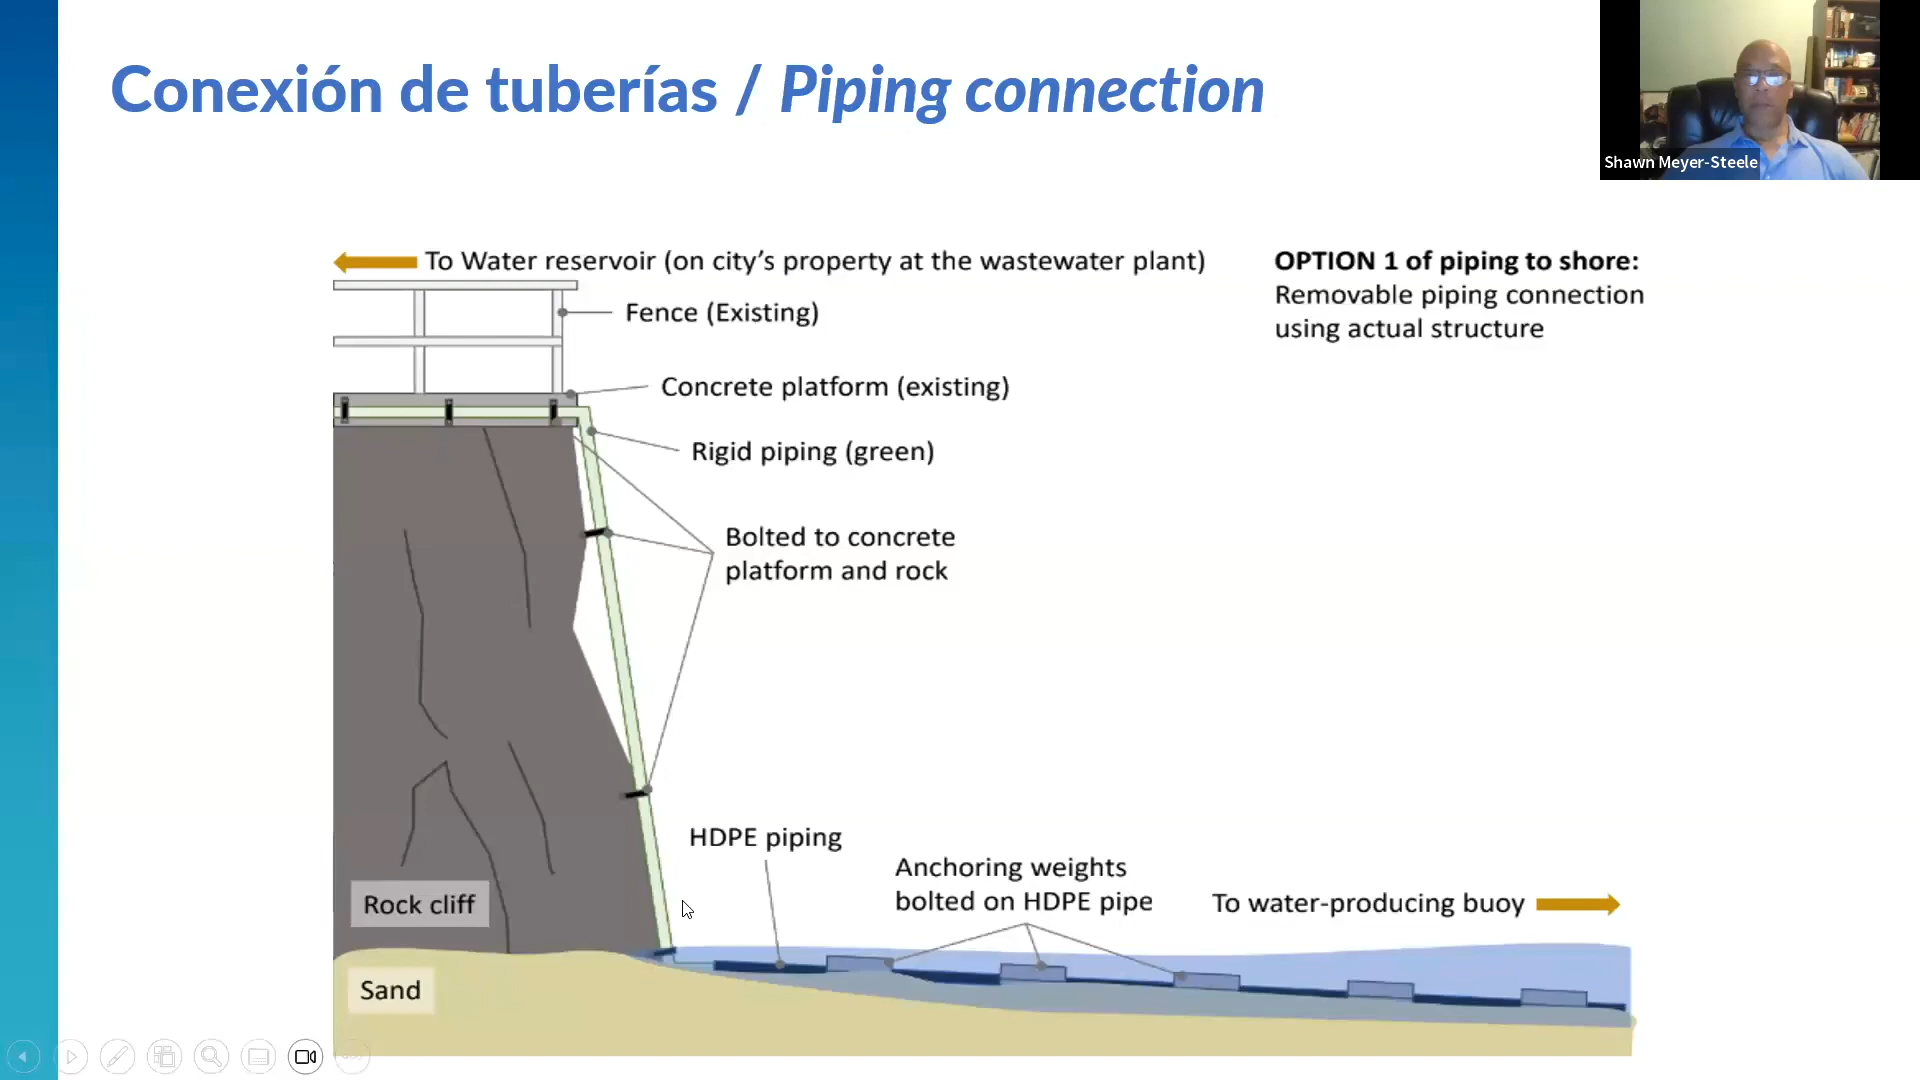 Conexión de tuberías / Piping connection
Shawn Meyer-Steele
To Water reservoir (on city’s property at the wastewater plant)
OPTION 1 of piping to shore:
Removable piping connection
using actual structure
Fence (Existing)
Concrete platform (existing)
Rigid piping (green)
Bolted to concrete
platform and rock
HDPE piping
Anchoring weights
bolted on HDPE pipe
To water-producing buoy
Rock cliff
Sand